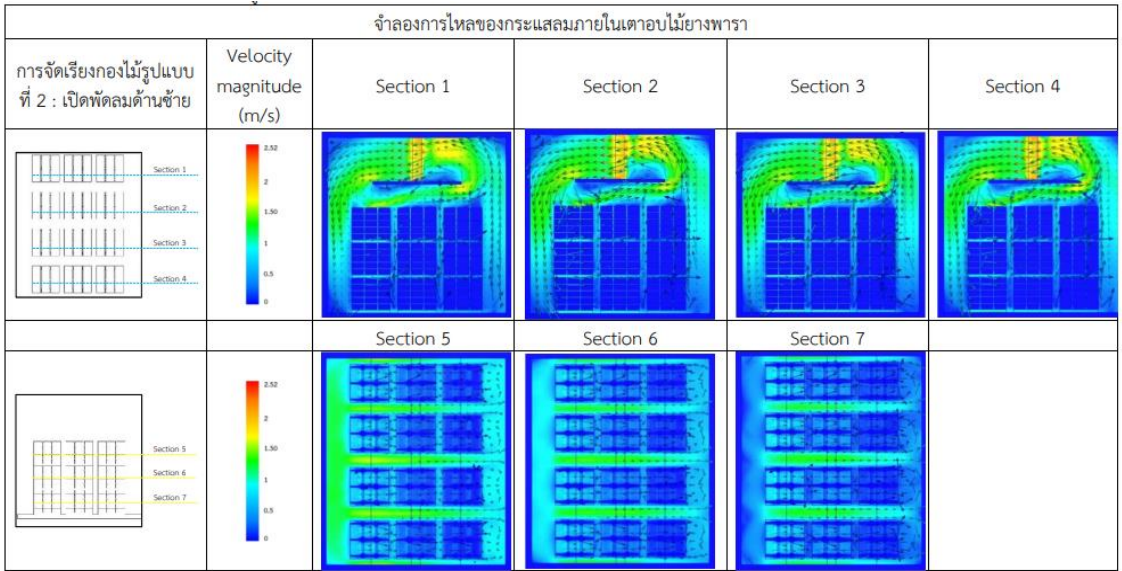 จำลองการไหลของกระแสลมภายในเตาอบไม้ยางพารา
การจัดเรียงกองไม้รูปแบบ
ที่ 2 : เปิดพัดลมด้านซ้าย
Velocity
magnitude
(m/s)
Section 1
Section 2
Section 3
Section 4
Section 1
Section 2
Section 3
Section 4
2.52
2
1.50
1
0.5
0
Section 5
Section 6
Section 7
Section 5
Section 6
Section 7
2.52
2
1.50
1
0.5
0